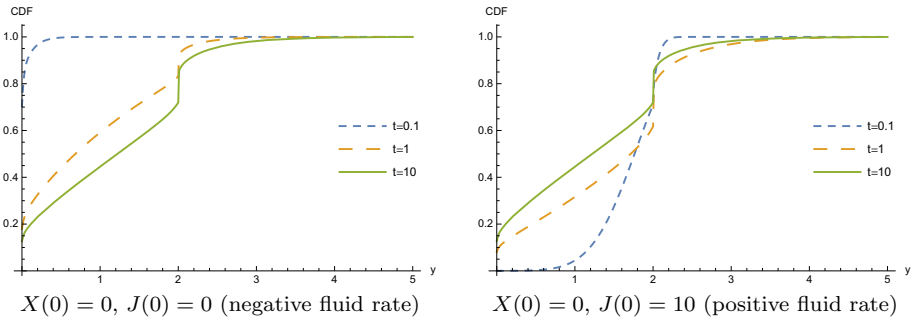 CDF
1.0
0.8
0.6
0.4
0.2
1 2 3 4 5 y
t=0.1
t=1
t=10
X(0) = 0, J(0) = 0 (negative fluid rate)
CDF
1.0
0.8
0.6
0.4
0.2
1 2 3 4 5 y
t=0.1
t=1
t=10
X(0) = 0, J(0) = 10 (positive fluid rate)